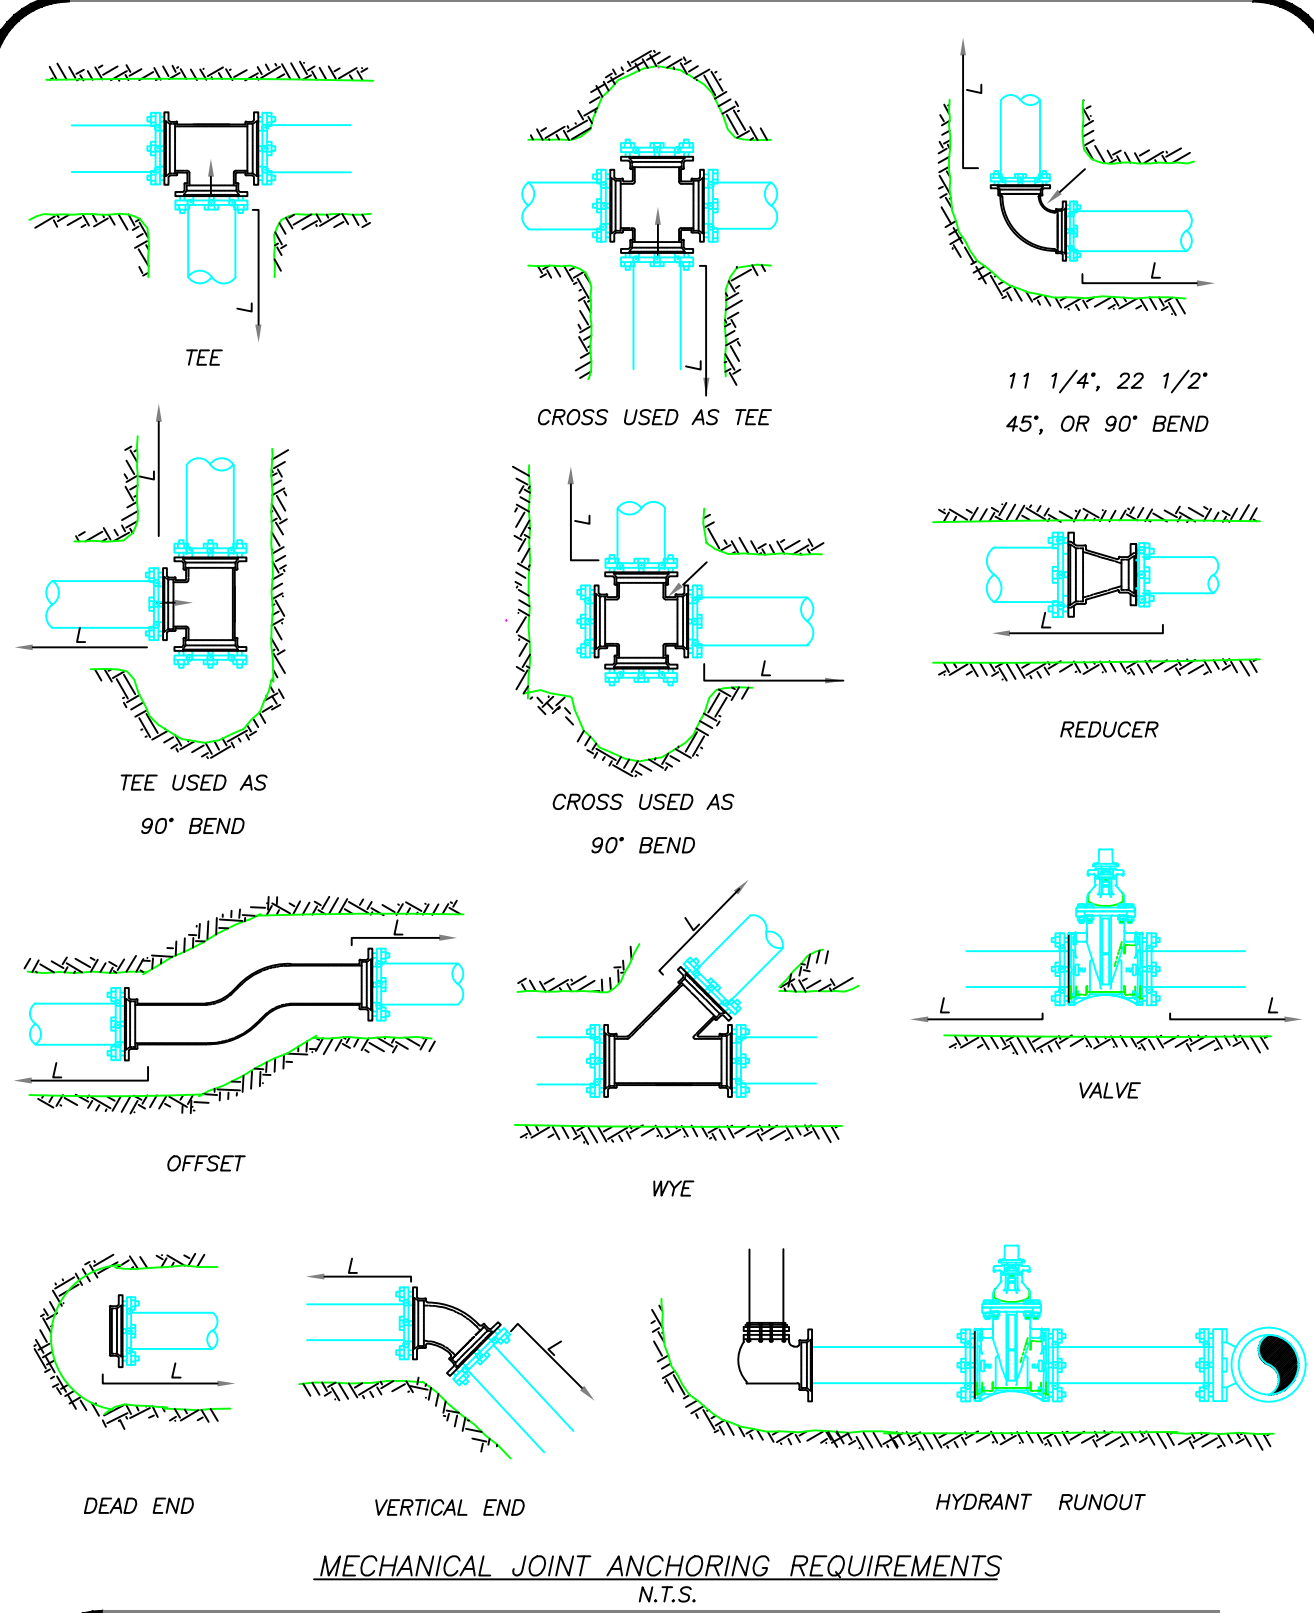 L
L
TEE
L
CROSS USED AS TEE
L
L
11 1/4°, 22 1/2°
45°, OR 90° BEND
L
L
TEE USED AS
90° BEND
L
L
CROSS USED AS
90° BEND
L
REDUCER
L
L
OFFSET
L
WYE
L
L
VALVE
L
DEAD END
L
L
VERTICAL END
HYDRANT RUNOUT
MECHANICAL JOINT ANCHORING REQUIREMENTS
N.T.S.